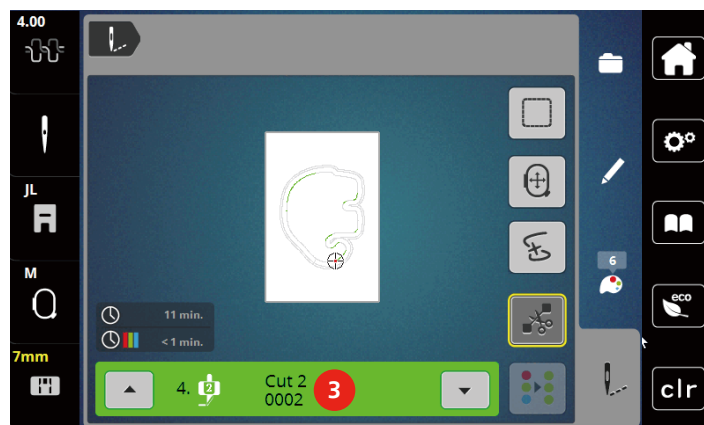 4.00
JL
M
7mm
11 min.
< 1 min.
4.
2
Cut 2
0002
3
6
eco
clr